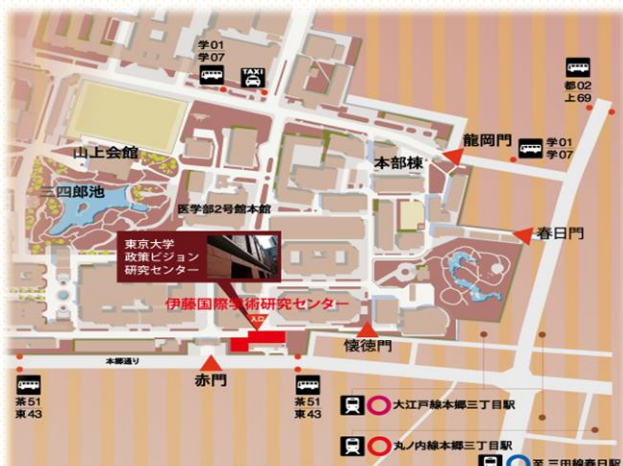 学01
学07
TAXI
都02
上69
龍岡門
学01
学07
本部棟
山上会館
三四郎池
医学部2号館本館
春日門
東京大学
政策ビジョン
研究センター
伊藤国際学術研究センター
入口
懐徳門
本郷通り
赤門
茶51
東43
茶51
東43
大江戸線本郷三丁目駅
丸ノ内線本郷三丁目駅
至 三田線春日駅